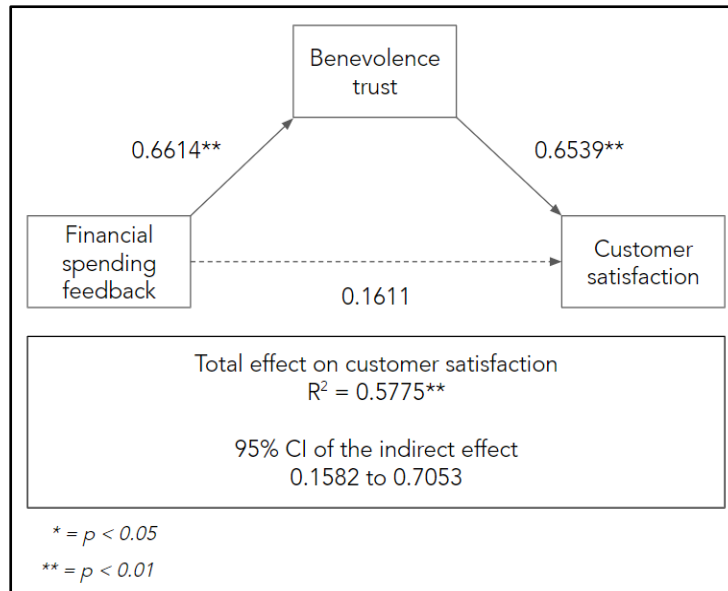 Benevolence
trust
0.6614**
0.6539**
Financial
spending
feedback
Customer
satisfaction
0.1611
Total effect on customer satisfaction
R² = 0.5775**
95% CI of the indirect effect
0.1582 to 0.7053
* = p < 0.05
** = p < 0.01